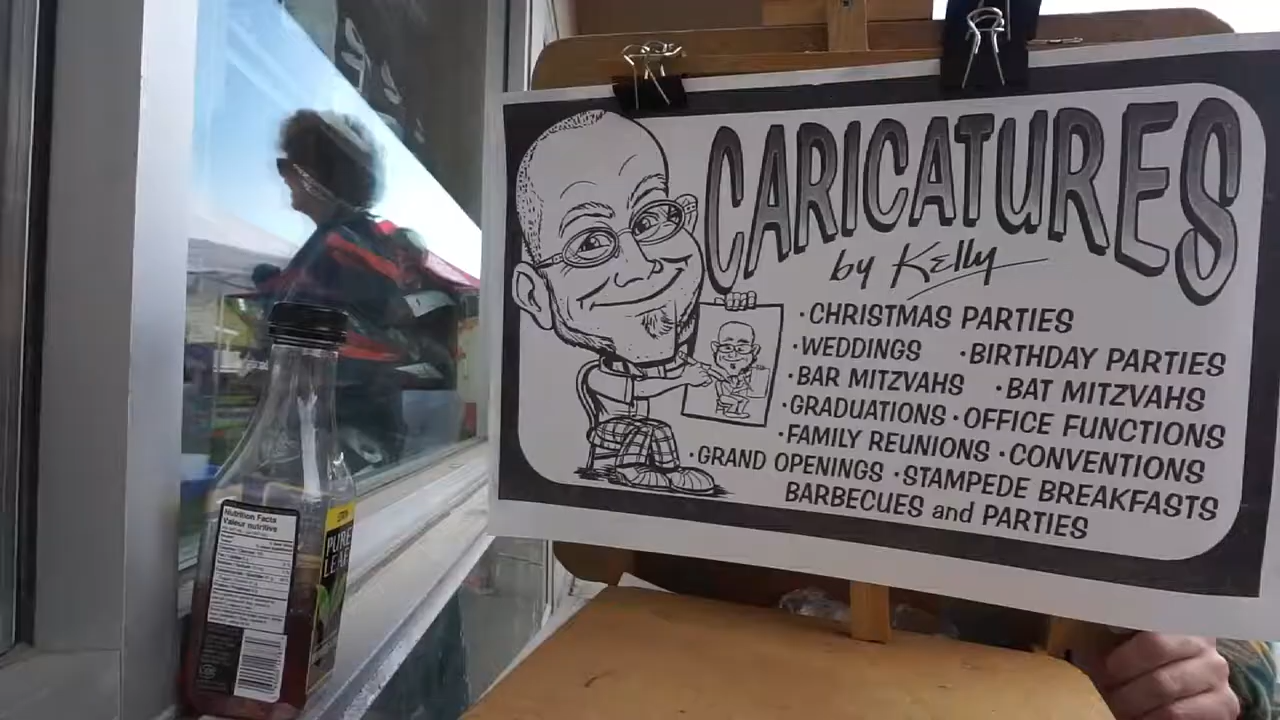 CARICATURES
by Kelly
·CHRISTMAS PARTIES
·WEDDINGS ·BIRTHDAY PARTIES
·BAR MITZVAHS ·BAT MITZVAHS
·GRADUATIONS ·OFFICE FUNCTIONS
·FAMILY REUNIONS ·CONVENTIONS
·GRAND OPENINGS ·STAMPEDE BREAKFASTS
BARBECUES and PARTIES
Nutrition Facts
Valeur nutritive
PURE
LEAF